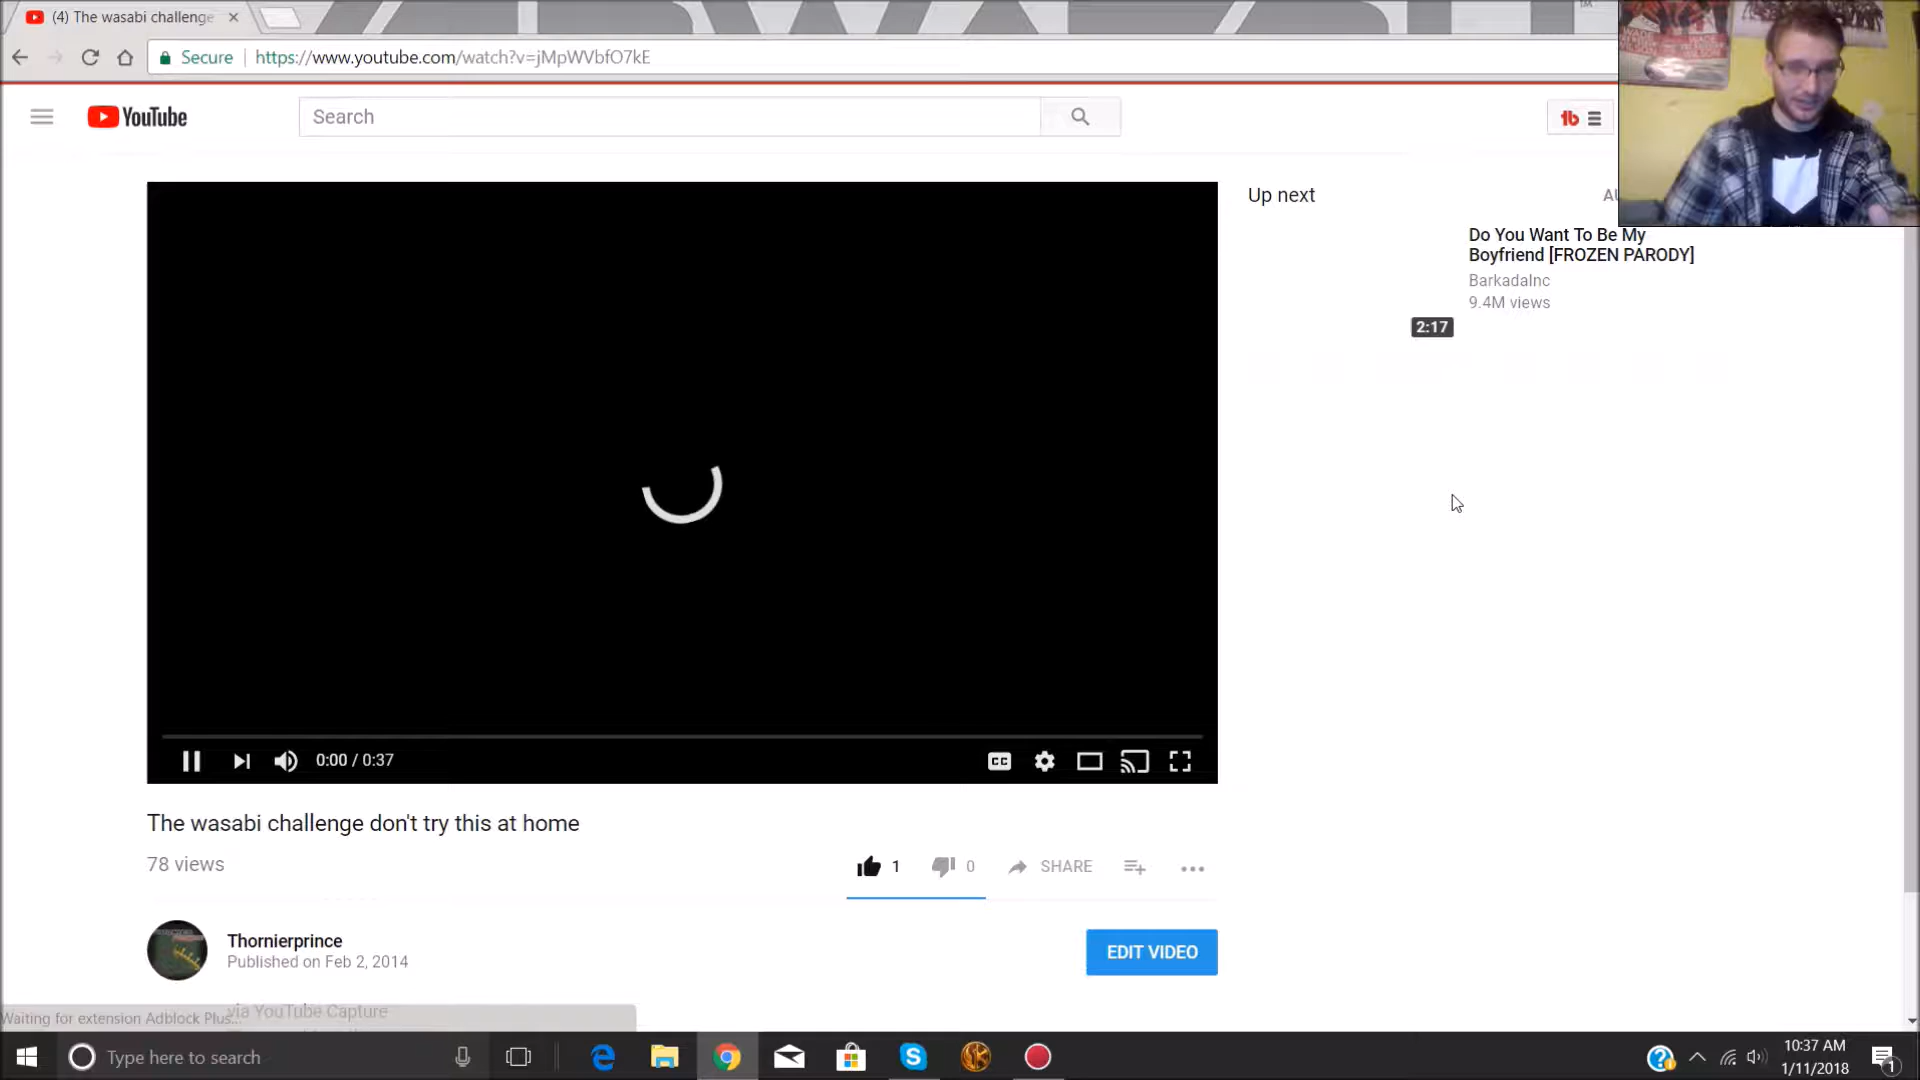 (4) The wasabi challenge
Secure
https://www.youtube.com/watch?v=jMpWVbfO7kE
YouTube
Search
Up next
Do You Want To Be My
Boyfriend [FROZEN PARODY]
BarkadaInc
9.4M views
2:17
0:00 / 0:37
CC
The wasabi challenge don't try this at home
78 views
1
0
SHARE
Thornierprince
Published on Feb 2, 2014
EDIT VIDEO
via YouTube Capture
Waiting for extension Adblock Plus...
Type here to search
10:37 AM
1/11/2018
1